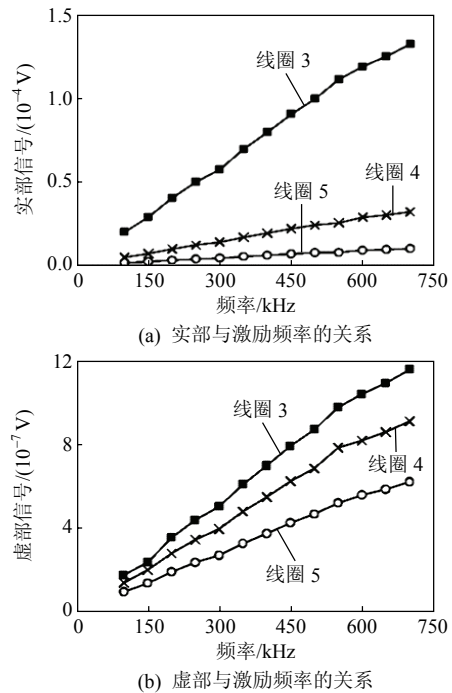 1.5
1.0
0.5
0.0
实部信号/(10⁻⁴ V)
线圈 3
线圈 4
线圈 5
0 150 300 450 600 750
频率/kHz
(a) 实部与激励频率的关系
12
8
4
0
虚部信号/(10⁻⁷ V)
线圈 3
线圈 4
线圈 5
0 150 300 450 600 750
频率/kHz
(b) 虚部与激励频率的关系